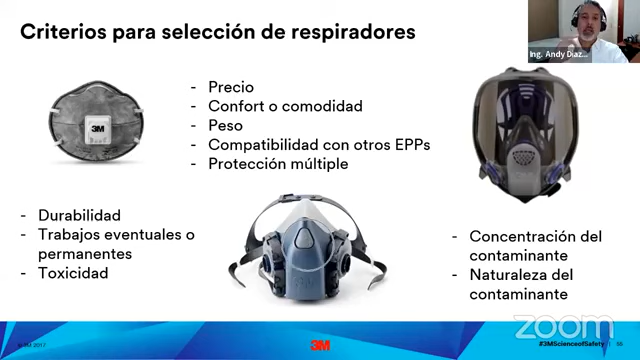 Criterios para selección de respiradores
Ing. Andy Diaz...
3M
- Precio
- Confort o comodidad
- Peso
- Compatibilidad con otros EPPs
- Protección múltiple
- Durabilidad
- Trabajos eventuales o
permanentes
- Toxicidad
- Concentración del
contaminante
- Naturaleza del
contaminante
zoom
© 3M 2017
3M
#3MScienceofSafety | 55